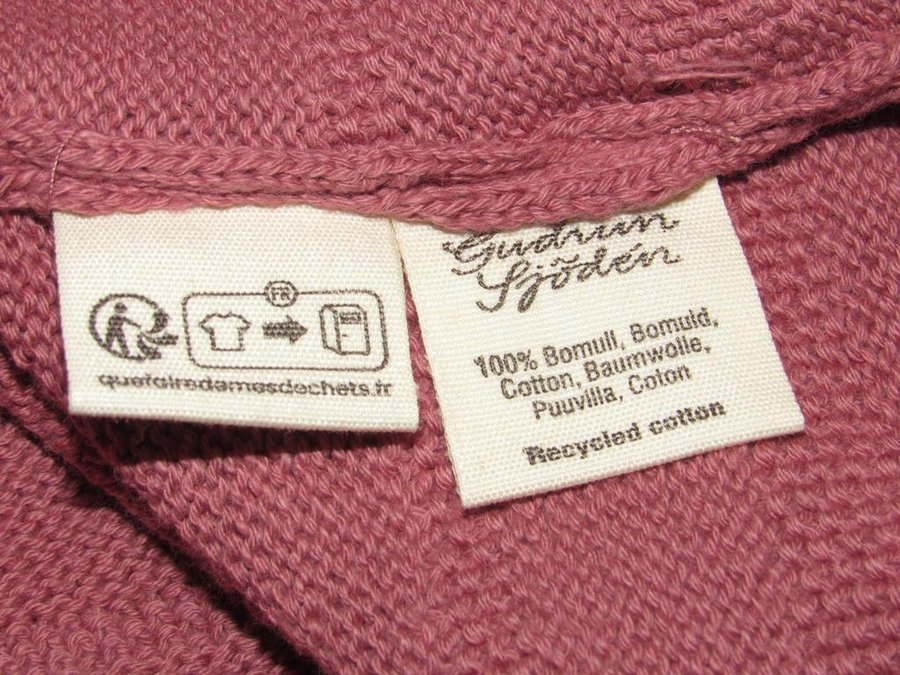 FR
quefairedemesdechets.fr
Gudrun
Sjödén
100% Bomull, Bomuld,
Cotton, Baumwolle,
Puuvilla, Coton
Recycled cotton